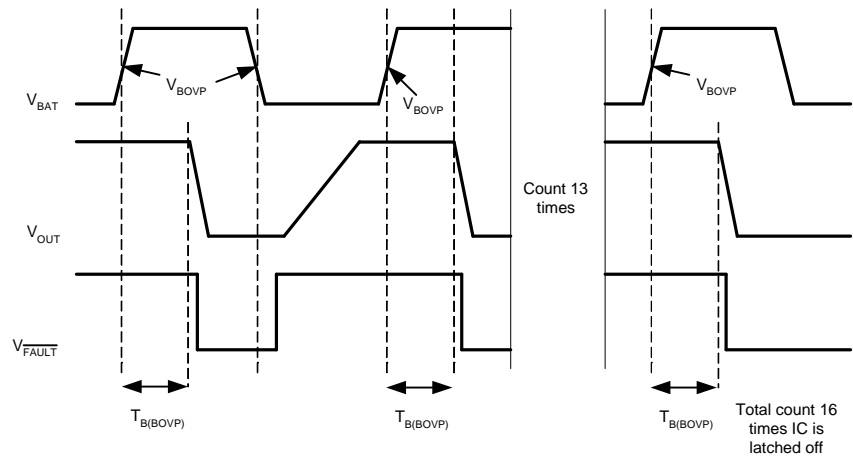 V_BAT
V_BOVP
V_BOVP
V_BOVP
V_OUT
Count 13
times
V_FAULT
T_B(BOVP)
T_B(BOVP)
T_B(BOVP)
Total count 16
times IC is
latched off